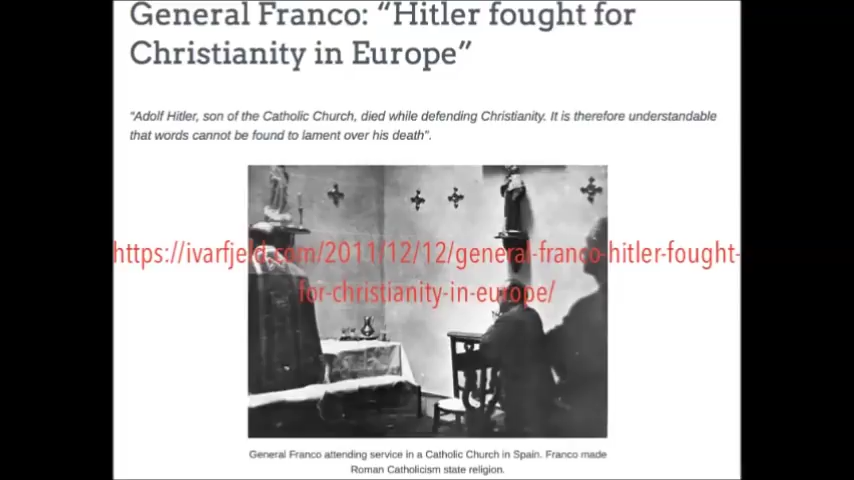 General Franco: “Hitler fought for
Christianity in Europe”
“Adolf Hitler, son of the Catholic Church, died while defending Christianity. It is therefore understandable
that words cannot be found to lament over his death”.
https://ivarfjeld.com/2011/12/12/general-franco-hitler-fought-
for-christianity-in-europe/
General Franco attending service in a Catholic Church in Spain. Franco made
Roman Catholicism state religion.